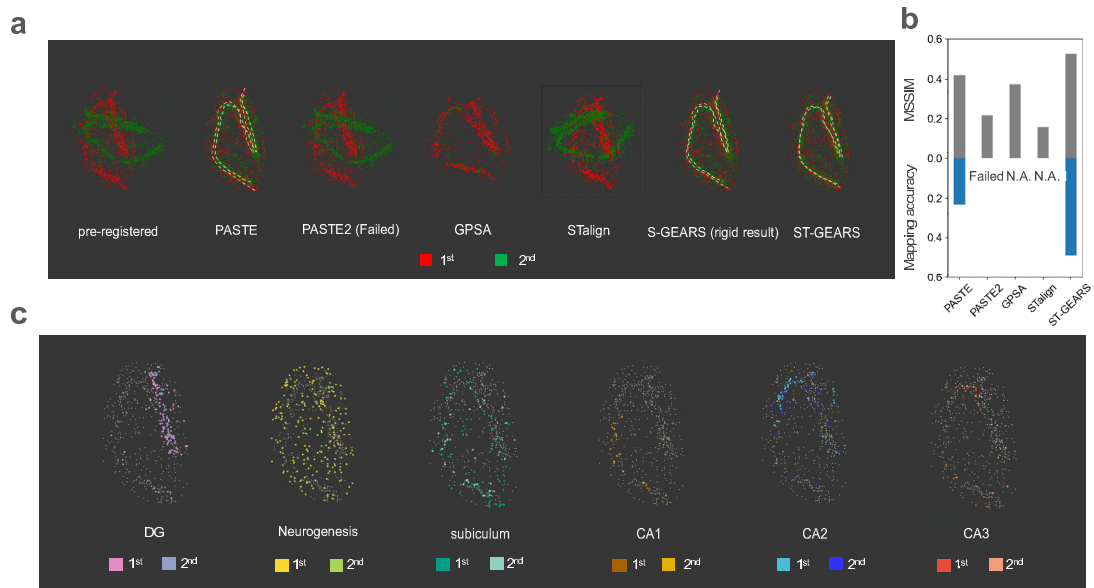 a
pre-registered
PASTE
PASTE2 (Failed)
GPSA
STalign
S-GEARS (rigid result)
ST-GEARS
1st
2nd
b
0.6
0.4
0.2
0.0
0.2
0.4
0.6
MSSIM
Mapping accuracy
Failed N.A. N.A.
PASTE
PASTE2
GPSA
STalign
ST-GEARS
c
DG
Neurogenesis
subiculum
CA1
CA2
CA3
1st 2nd
1st 2nd
1st 2nd
1st 2nd
1st 2nd
1st 2nd